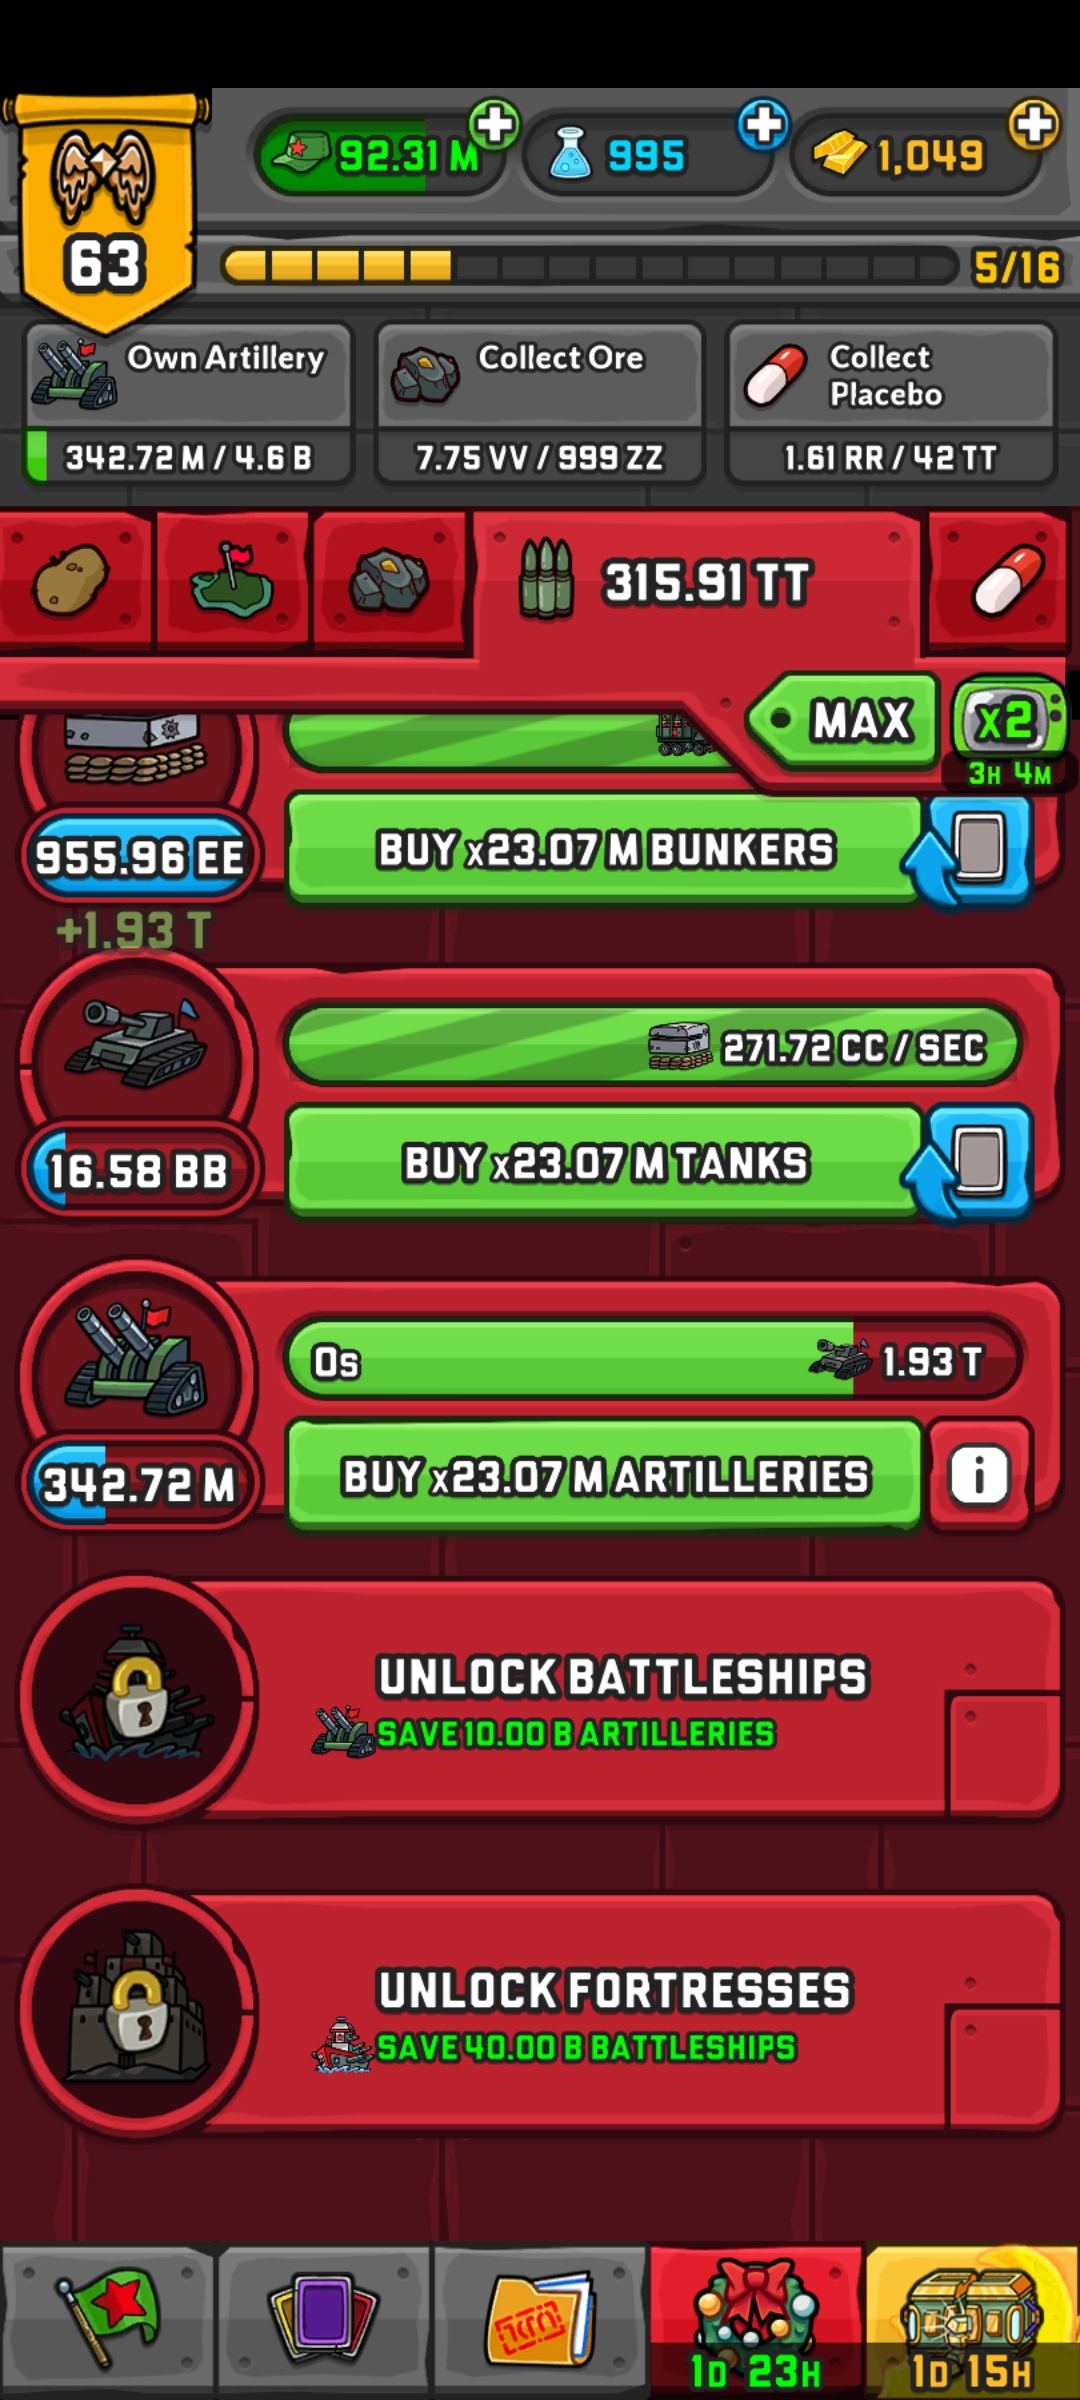 92.31 M
995
1,049
63
5/16
Own Artillery
342.72 M / 4.6 B
Collect Ore
7.75 VV / 999 ZZ
Collect
Placebo
1.61 RR / 42 TT
315.91 TT
MAX
x2
3H 4M
955.96 EE
BUY x23.07 M BUNKERS
+1.93 T
271.72 CC / SEC
16.58 BB
BUY x23.07 M TANKS
0s
1.93 T
342.72 M
BUY x23.07 M ARTILLERIES
i
UNLOCK BATTLESHIPS
SAVE 10.00 B ARTILLERIES
UNLOCK FORTRESSES
SAVE 40.00 B BATTLESHIPS
1D 23H
1D 15H